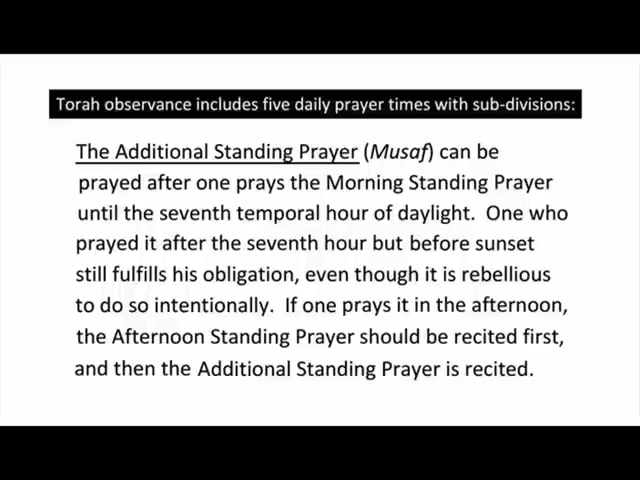 Torah observance includes five daily prayer times with sub-divisions:
The Additional Standing Prayer (Musaf) can be
prayed after one prays the Morning Standing Prayer
until the seventh temporal hour of daylight. One who
prayed it after the seventh hour but before sunset
still fulfills his obligation, even though it is rebellious
to do so intentionally. If one prays it in the afternoon,
the Afternoon Standing Prayer should be recited first,
and then the Additional Standing Prayer is recited.